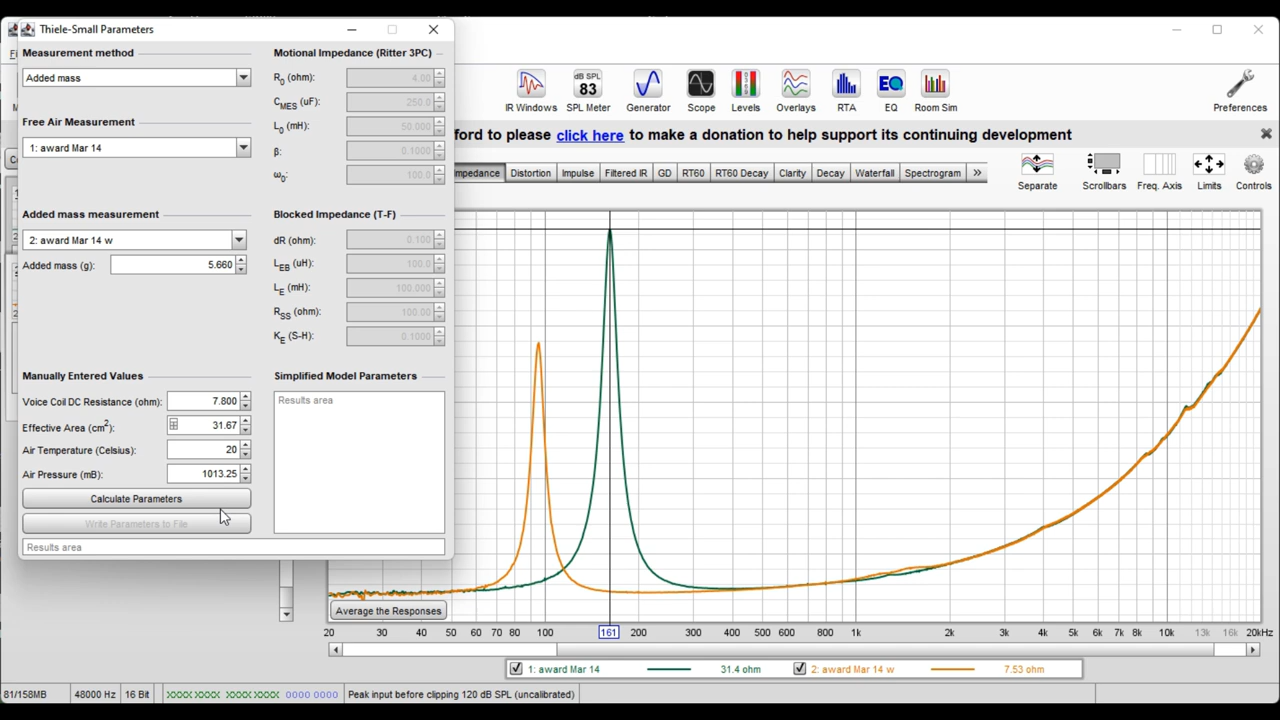 Thiele-Small Parameters
Measurement method
Added mass
Free Air Measurement
1: award Mar 14
Added mass measurement
2: award Mar 14 w
Added mass (g): 5.660
Manually Entered Values
Voice Coil DC Resistance (ohm): 7.800
Effective Area (cm2): 31.67
Air Temperature (Celsius): 20
Air Pressure (mB): 1013.25
Calculate Parameters
Write Parameters to File
Results area
Motional Impedance (Ritter 3PC)
R0 (ohm): 4.00
CMES (uF): 250.0
L0 (mH): 50.000
β: 0.1000
ω0: 100.0
Blocked Impedance (T-F)
dR (ohm): 0.100
LEB (uH): 100.0
LE (mH): 100.000
RSS (ohm): 100.00
KE (S-H): 0.1000
Simplified Model Parameters
Results area
dB SPL
83
IR Windows SPL Meter Generator Scope Levels Overlays RTA EQ Room Sim Preferences
EQ
ford to please click here to make a donation to help support its continuing development
mpedance Distortion Impulse Filtered IR GD RT60 RT60 Decay Clarity Decay Waterfall Spectrogram »
Separate Scrollbars Freq. Axis Limits Controls
Average the Responses
20 30 40 50 60 70 80 100 161 200 300 400 500 600 800 1k 2k 3k 4k 5k 6k 7k 8k 10k 13k 16k 20kHz
1: award Mar 14 31.4 ohm 2: award Mar 14 w 7.53 ohm
81/158MB 48000 Hz 16 Bit XXXX XXXX XXXX XXXX 0000 0000 Peak input before clipping 120 dB SPL (uncalibrated)